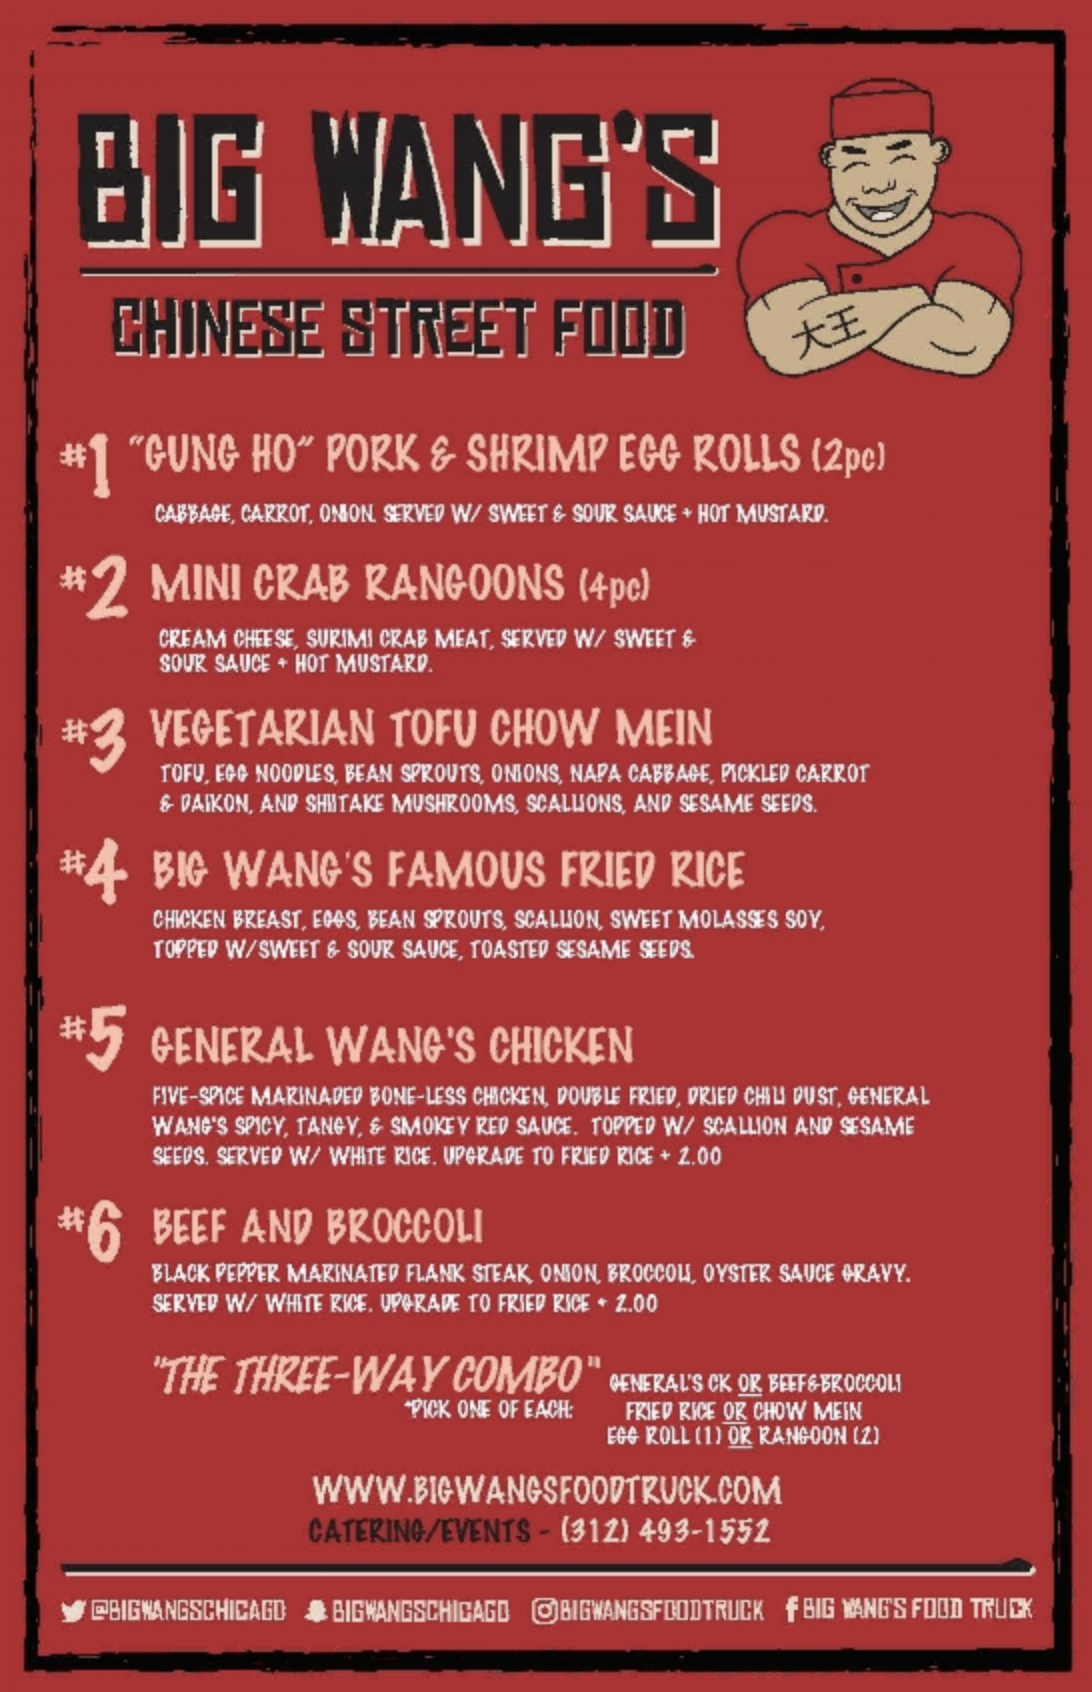 BIG WANG'S
CHINESE STREET FOOD
大王
#1 "GUNG HO" PORK & SHRIMP EGG ROLLS (2pc)
CABBAGE, CARROT, ONION. SERVED W/ SWEET & SOUR SAUCE + HOT MUSTARD.
#2 MINI CRAB RANGOONS (4pc)
CREAM CHEESE, SURIMI CRAB MEAT, SERVED W/ SWEET &
SOUR SAUCE + HOT MUSTARD.
#3 VEGETARIAN TOFU CHOW MEIN
TOFU, EGG NOODLES, BEAN SPROUTS, ONIONS, NAPA CABBAGE, PICKLED CARROT
& DAIKON, AND SHIITAKE MUSHROOMS, SCALLIONS, AND SESAME SEEDS.
#4 BIG WANG'S FAMOUS FRIED RICE
CHICKEN BREAST, EGGS, BEAN SPROUTS, SCALLION, SWEET MOLASSES SOY,
TOPPED W/SWEET & SOUR SAUCE, TOASTED SESAME SEEDS.
#5 GENERAL WANG'S CHICKEN
FIVE-SPICE MARINADED BONE-LESS CHICKEN, DOUBLE FRIED, DRIED CHILI DUST, GENERAL
WANG'S SPICY, TANGY, & SMOKEY RED SAUCE. TOPPED W/ SCALLION AND SESAME
SEEDS. SERVED W/ WHITE RICE. UPGRADE TO FRIED RICE + 2.00
#6 BEEF AND BROCCOLI
BLACK PEPPER MARINATED FLANK STEAK, ONION, BROCCOLI, OYSTER SAUCE GRAVY.
SERVED W/ WHITE RICE. UPGRADE TO FRIED RICE + 2.00
"THE THREE-WAY COMBO" GENERAL'S CK OR BEEF&BROCCOLI
*PICK ONE OF EACH: FRIED RICE OR CHOW MEIN
EGG ROLL (1) OR RANGOON (2)
WWW.BIGWANGSFOODTRUCK.COM
CATERING/EVENTS - (312) 493-1552
@BIGWANGSCHICAGO BIGWANGSCHICAGO BIGWANGSFOODTRUCK BIG WANG'S FOOD TRUCK